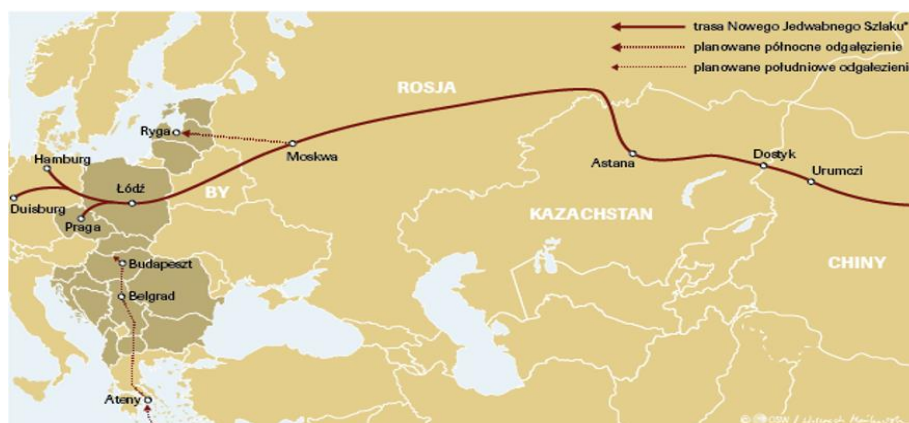 trasa Nowego Jedwabnego Szlaku*
planowane północne odgałęzienie
planowane południowe odgałezieni
ROSJA
Ryga
Moskwa
Hamburg
Astana
Dostyk
Urumczi
Łódź
BY
Duisburg
Praga
KAZACHSTAN
Budapeszt
CHINY
Belgrad
Ateny